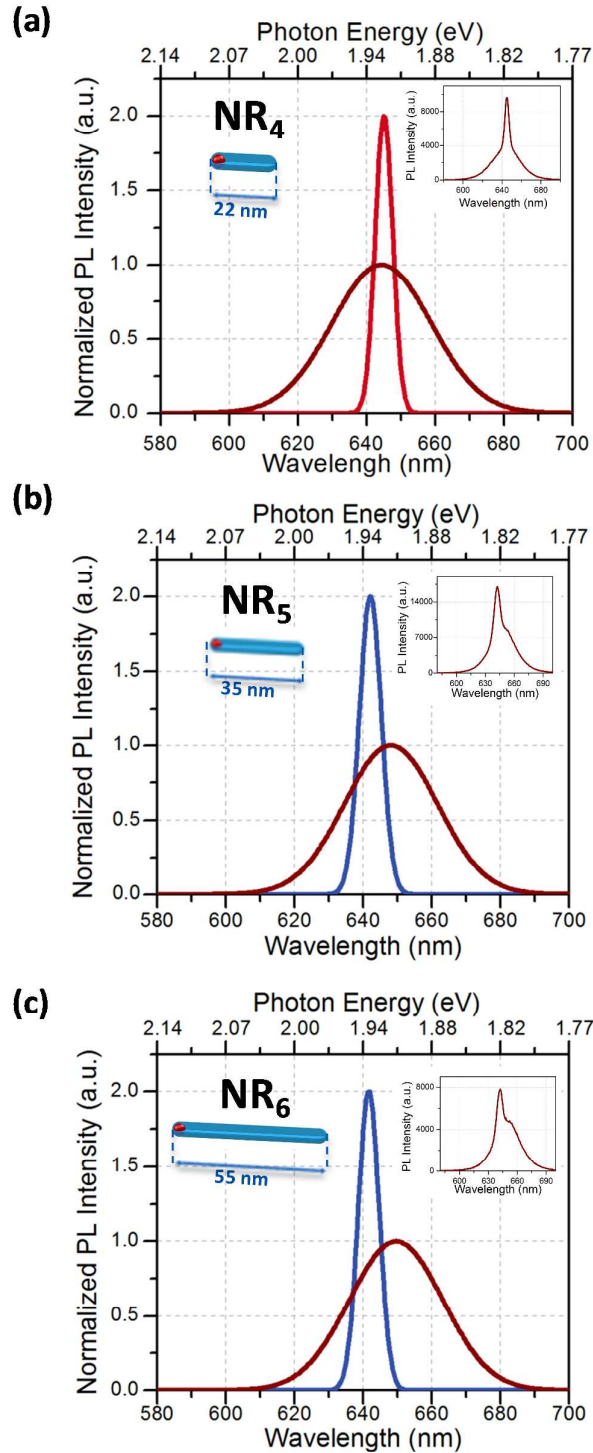 (a)
Photon Energy (eV)
2.14 2.07 2.00 1.94 1.88 1.82 1.77
Normalized PL Intensity (a.u.)
2.0
1.5
1.0
0.5
0.0
NR4
22 nm
PL Intensity (a.u.)
8000
4000
0
600 640 680
Wavelength (nm)
580 600 620 640 660 680 700
Wavelengh (nm)
(b)
Photon Energy (eV)
2.14 2.07 2.00 1.94 1.88 1.82 1.77
Normalized PL Intensity (a.u.)
2.0
1.5
1.0
0.5
0.0
NR5
35 nm
PL Intensity (a.u.)
14000
7000
0
600 630 660 690
Wavelength (nm)
580 600 620 640 660 680 700
Wavelength (nm)
(c)
Photon Energy (eV)
2.14 2.07 2.00 1.94 1.88 1.82 1.77
Normalized PL Intensity (a.u.)
2.0
1.5
1.0
0.5
0.0
NR6
55 nm
PL Intensity (a.u.)
8000
4000
0
600 630 660 690
Wavelength (nm)
580 600 620 640 660 680 700
Wavelength (nm)